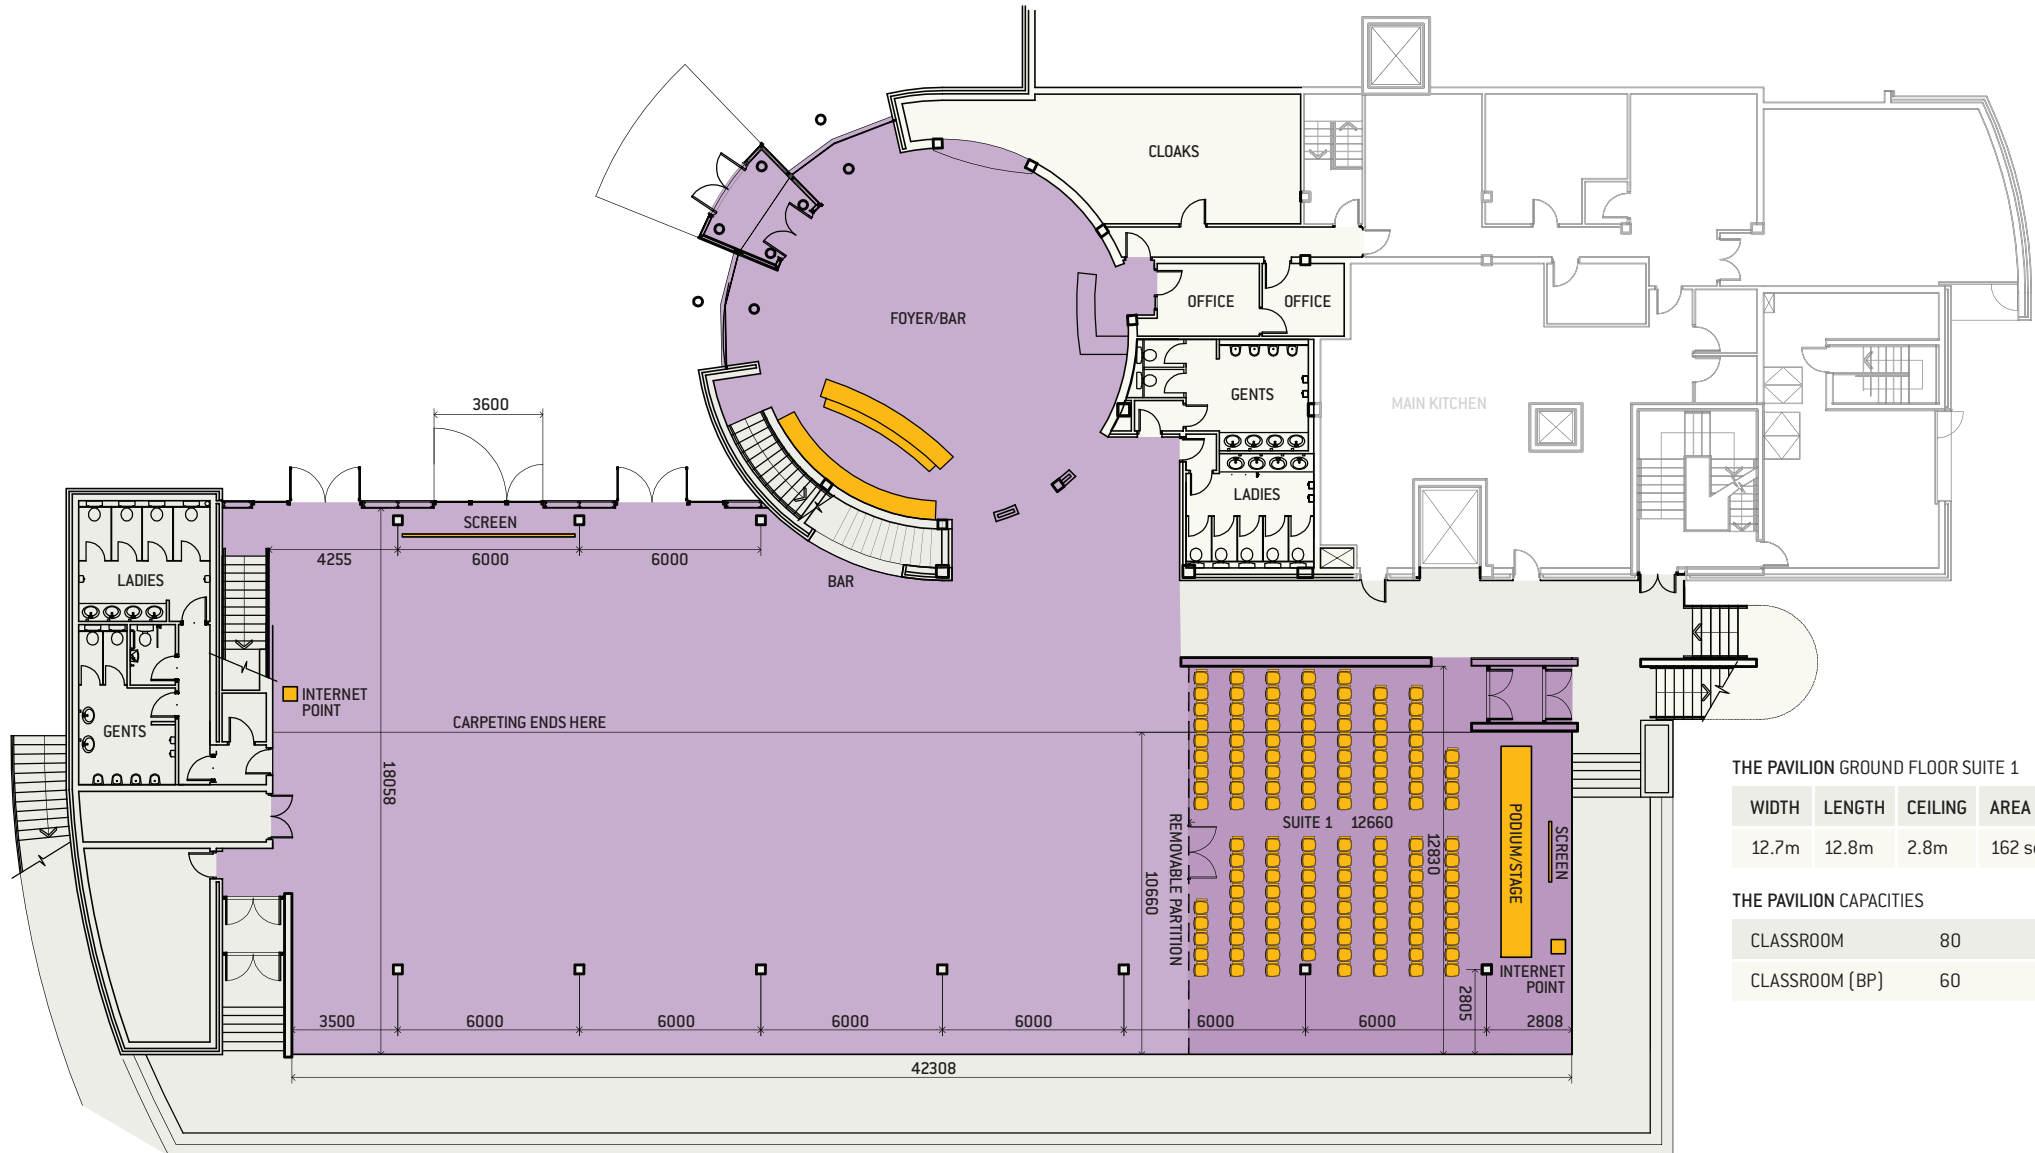 CLOAKS
OFFICE
OFFICE
FOYER/BAR
GENTS
MAIN KITCHEN
3600
LADIES
SCREEN
4255
6000
6000
LADIES
BAR
INTERNET
POINT
CARPETING ENDS HERE
GENTS
18058
REMOVABLE PARTITION
10660
SUITE 1 12660
12830
PODIUM/STAGE
SCREEN
INTERNET
POINT
2805
3500
6000
6000
6000
6000
6000
6000
2808
42308
THE PAVILION GROUND FLOOR SUITE 1
WIDTH LENGTH CEILING AREA
12.7m 12.8m 2.8m 162
THE PAVILION CAPACITIES
CLASSROOM 80
CLASSROOM (BP) 60